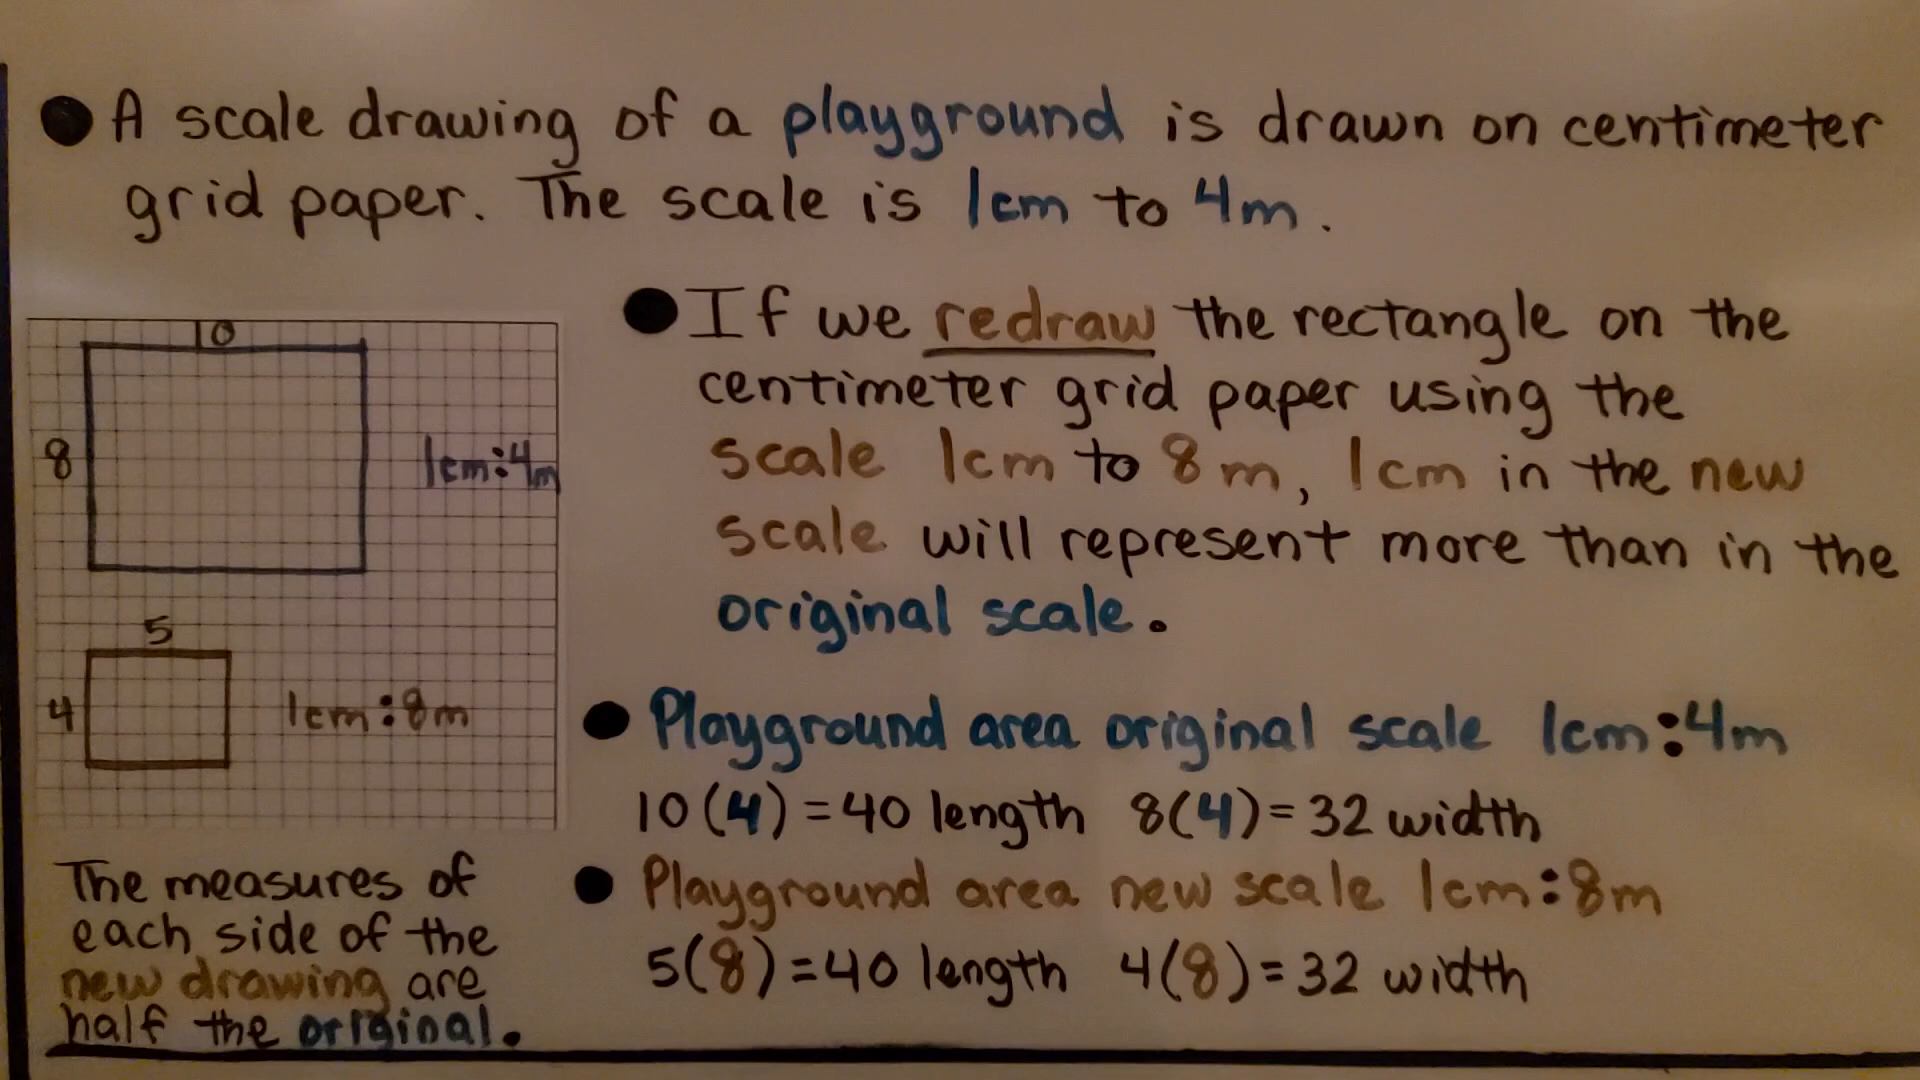 ● A scale drawing of a playground is drawn on centimeter
grid paper. The scale is 1cm to 4m.
10
8
1cm:4m
5
4
1cm:8m
The measures of
each side of the
new drawing are
half the original.
● If we redraw the rectangle on the
centimeter grid paper using the
scale 1cm to 8m, 1cm in the new
scale will represent more than in the
original scale.
● Playground area original scale 1cm:4m
10(4)=40 length 8(4)=32 width
● Playground area new scale 1cm:8m
5(8)=40 length 4(8)=32 width